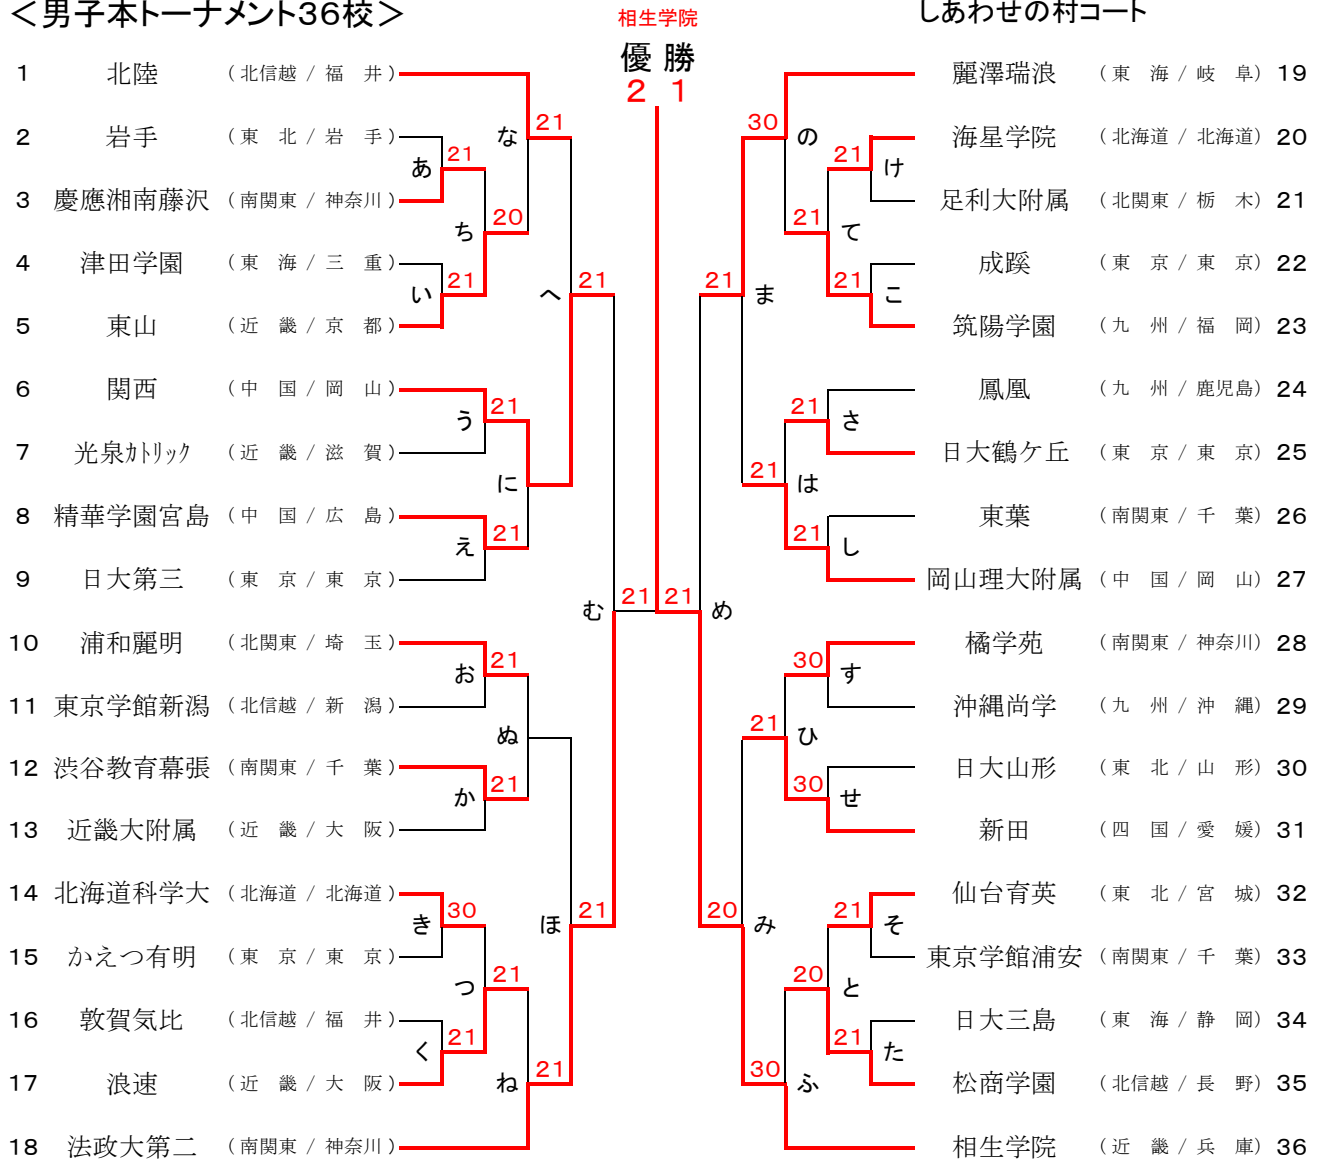 ＜男子本トーナメント36校＞
相生学院
しあわせの村コート
優 勝
2 1
1 北陸 （北信越 / 福 井）
2 岩手 （東 北 / 岩 手）
3 慶應湘南藤沢 （南関東 / 神奈川）
4 津田学園 （東 海 / 三 重）
5 東山 （近 畿 / 京 都）
6 関西 （中 国 / 岡 山）
7 光泉ｶﾄﾘｯｸ （近 畿 / 滋 賀）
8 精華学園宮島 （中 国 / 広 島）
9 日大第三 （東 京 / 東 京）
10 浦和麗明 （北関東 / 埼 玉）
11 東京学館新潟 （北信越 / 新 潟）
12 渋谷教育幕張 （南関東 / 千 葉）
13 近畿大附属 （近 畿 / 大 阪）
14 北海道科学大 （北海道 / 北海道）
15 かえつ有明 （東 京 / 東 京）
16 敦賀気比 （北信越 / 福 井）
17 浪速 （近 畿 / 大 阪）
18 法政大第二 （南関東 / 神奈川）
あ 21
い 21
う 21
え 21
お 21
か 21
き 30
く 21
ち 20
つ 21
な 21
に
ぬ
ね 21
へ 21
ほ 21
む 21
21 め
21 ま
20 み
30 の
21 は
21 ひ
30 ふ
21 て
20 と
21 け
21 こ
21 さ
21 し
30 す
30 せ
21 そ
21 た
麗澤瑞浪 （東 海 / 岐 阜） 19
海星学院 （北海道 / 北海道） 20
足利大附属 （北関東 / 栃 木） 21
成蹊 （東 京 / 東 京） 22
筑陽学園 （九 州 / 福 岡） 23
鳳凰 （九 州 / 鹿児島） 24
日大鶴ケ丘 （東 京 / 東 京） 25
東葉 （南関東 / 千 葉） 26
岡山理大附属 （中 国 / 岡 山） 27
橘学苑 （南関東 / 神奈川） 28
沖縄尚学 （九 州 / 沖 縄） 29
日大山形 （東 北 / 山 形） 30
新田 （四 国 / 愛 媛） 31
仙台育英 （東 北 / 宮 城） 32
東京学館浦安 （南関東 / 千 葉） 33
日大三島 （東 海 / 静 岡） 34
松商学園 （北信越 / 長 野） 35
相生学院 （近 畿 / 兵 庫） 36